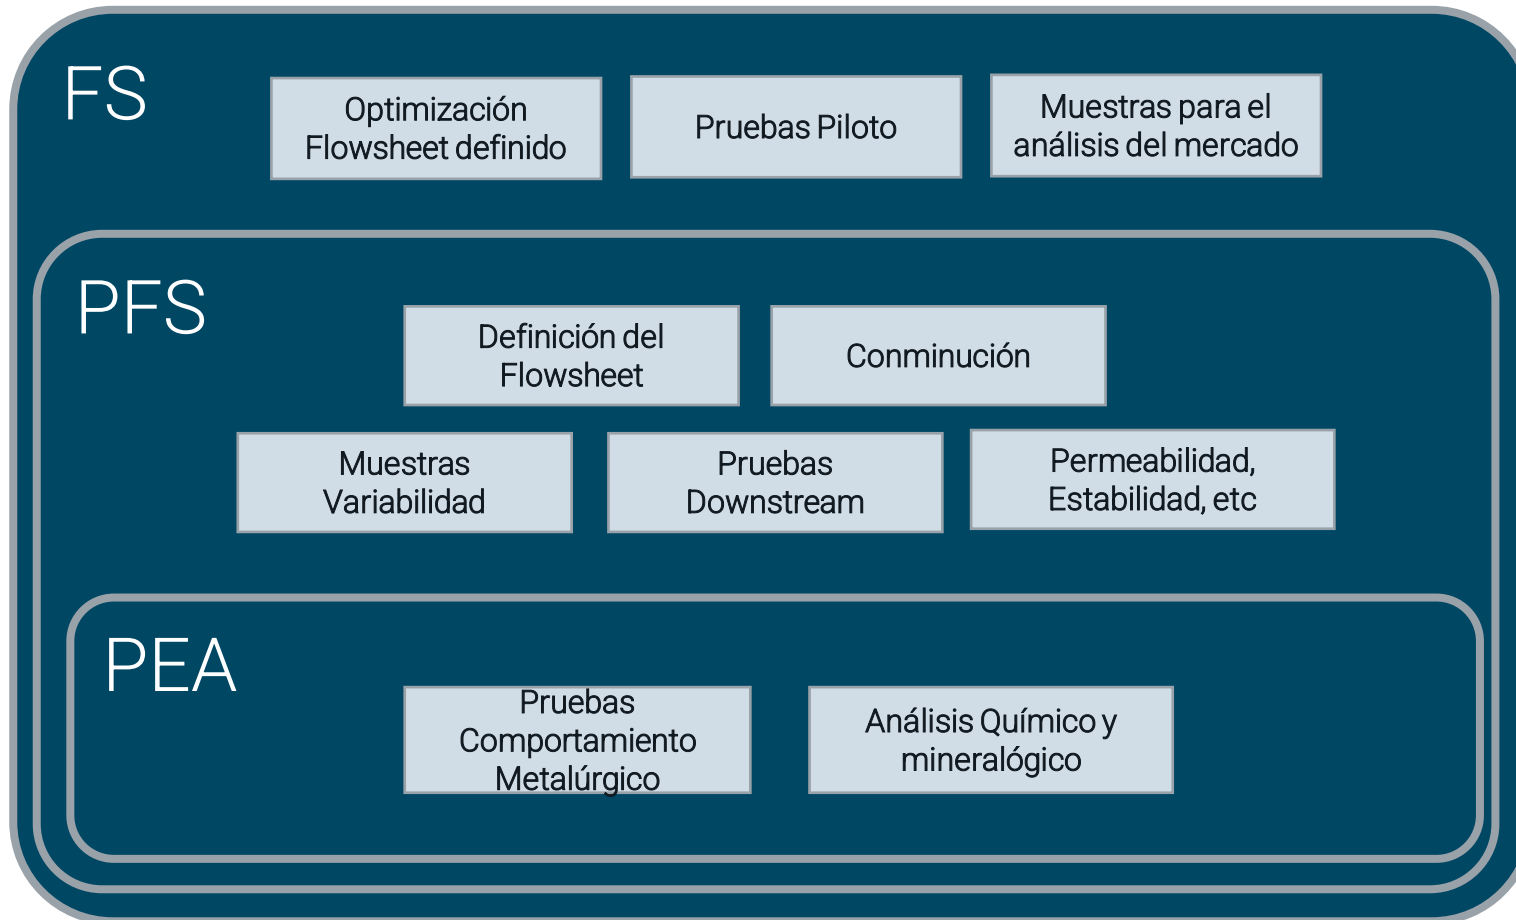 FS
Optimización
Flowsheet definido
Pruebas Piloto
Muestras para el
análisis del mercado
PFS
Definición del
Flowsheet
Conminución
Muestras
Variabilidad
Pruebas
Downstream
Permeabilidad,
Estabilidad, etc
PEA
Pruebas
Comportamiento
Metalúrgico
Análisis Químico y
mineralógico